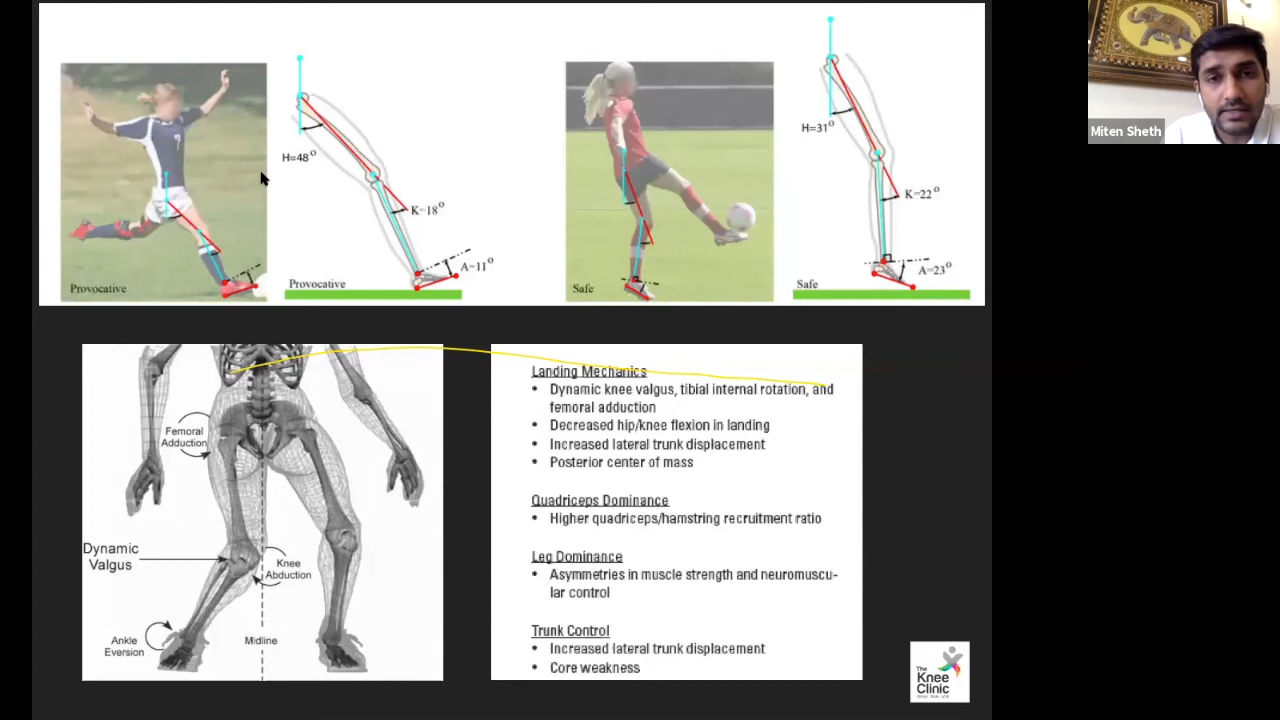 Miten Sheth
H=48°
K=18°
A=11°
Provocative
Provocative
H=31°
K=22°
A=23°
Safe
Safe
Femoral
Adduction
Dynamic
Valgus
Knee
Abduction
Ankle
Eversion
Midline
Landing Mechanics
• Dynamic knee valgus, tibial internal rotation, and
femoral adduction
• Decreased hip/knee flexion in landing
• Increased lateral trunk displacement
• Posterior center of mass
Quadriceps Dominance
• Higher quadriceps/hamstring recruitment ratio
Leg Dominance
• Asymmetries in muscle strength and neuromuscu-
lar control
Trunk Control
• Increased lateral trunk displacement
• Core weakness
The
Knee
Clinic